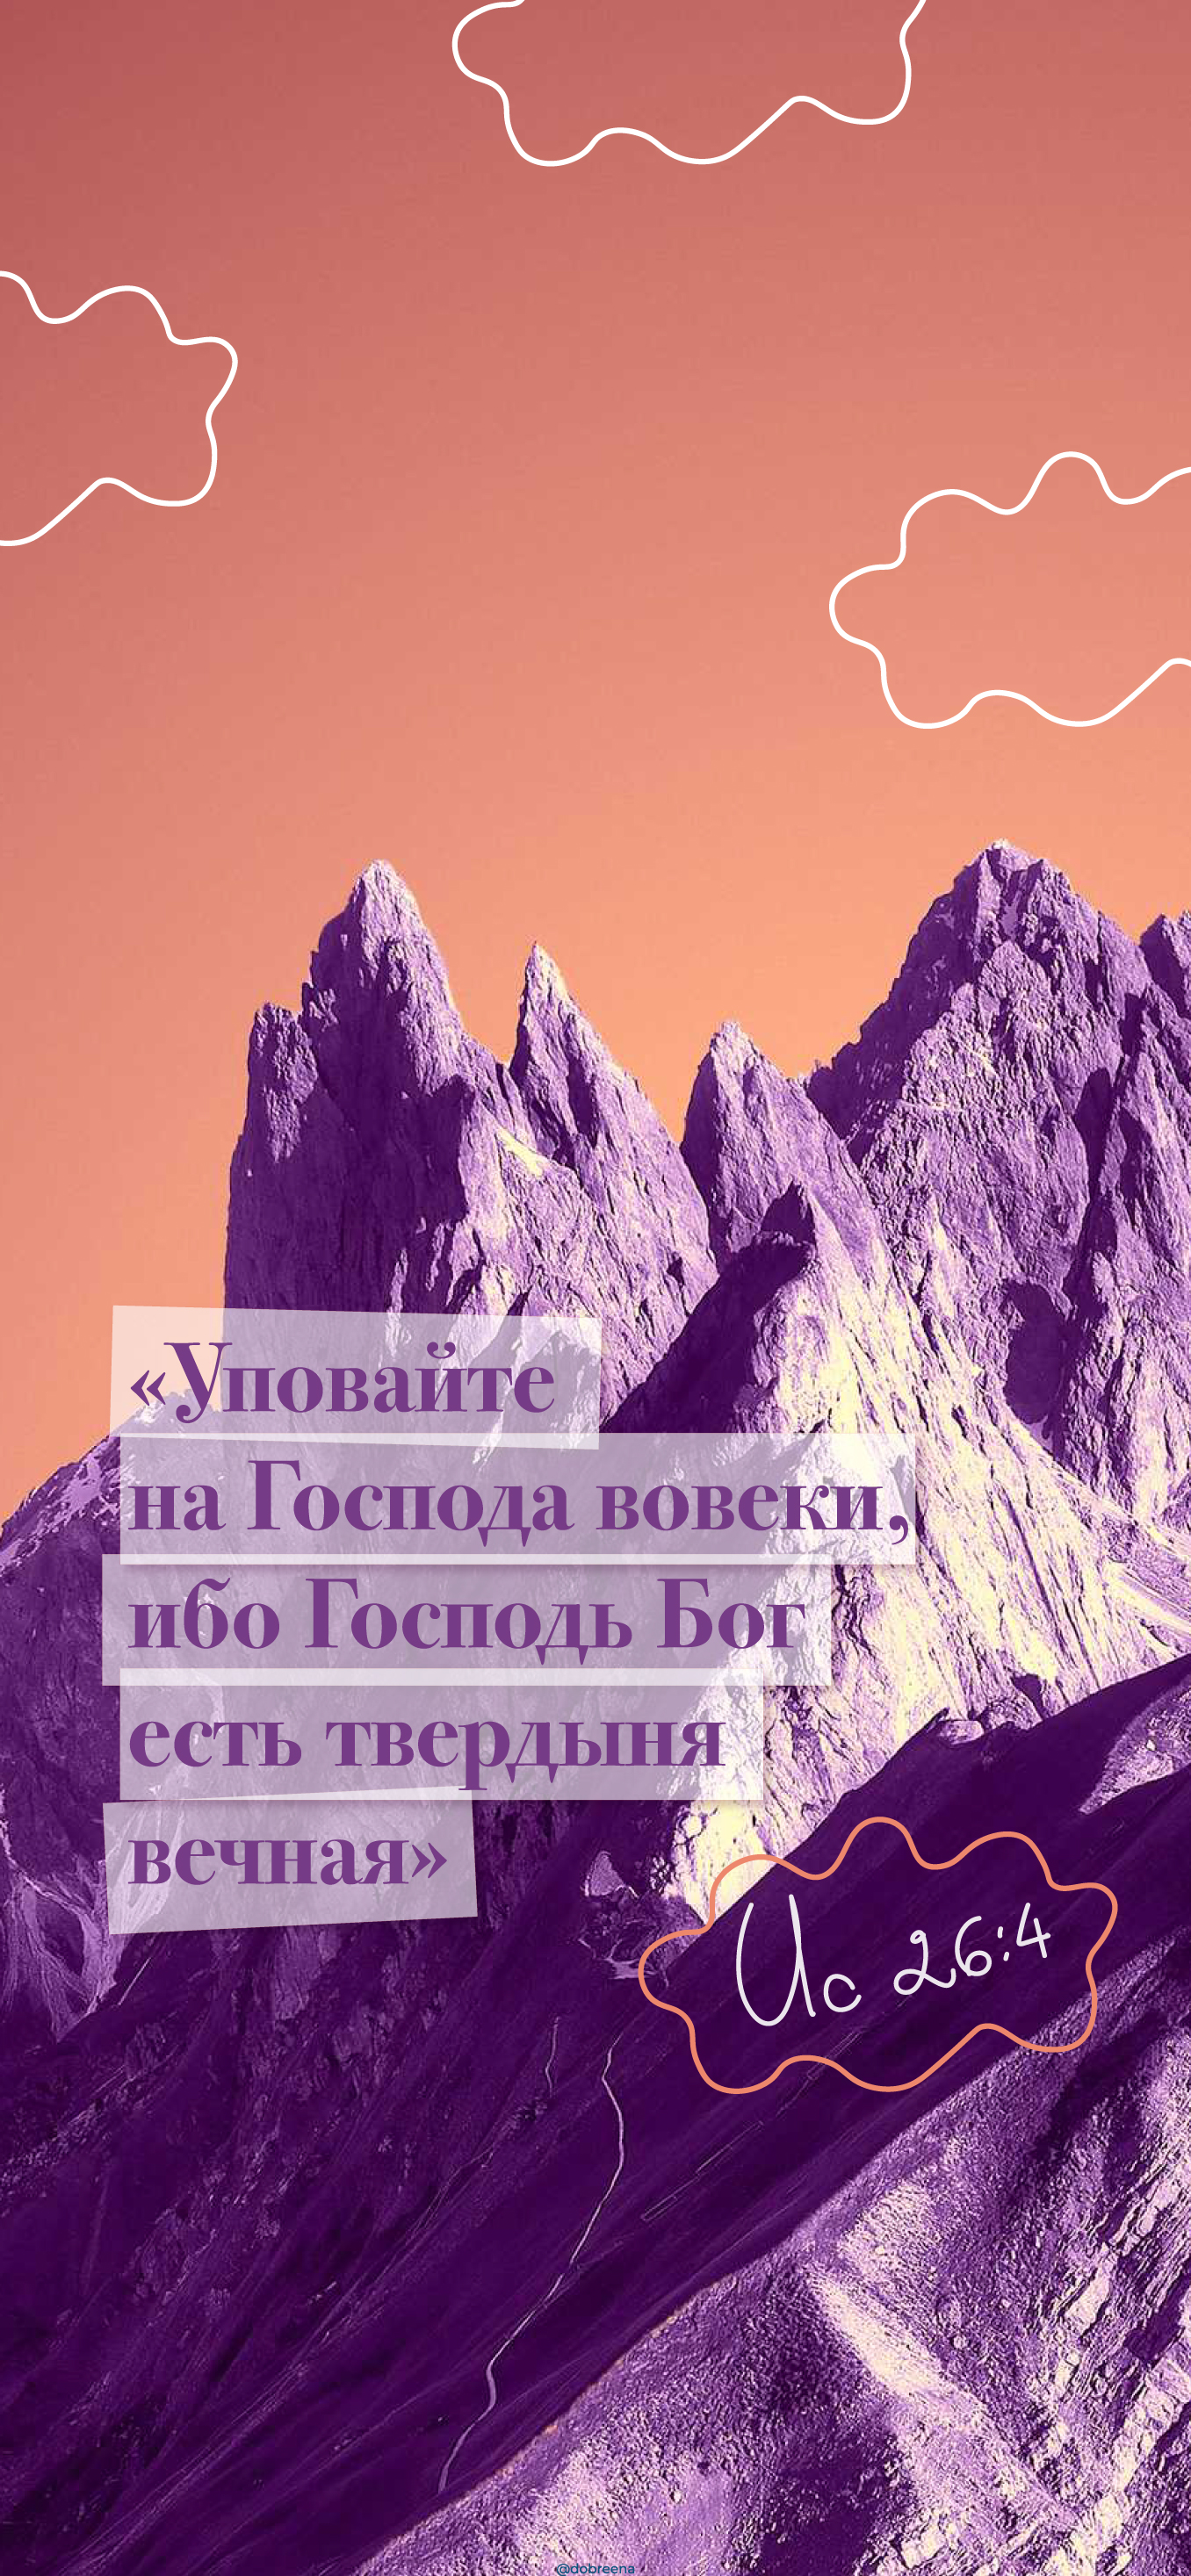 «Уповайте
на Господа вовеки,
ибо Господь Бог
есть твердыня
вечная»
Ис 26:4
@dobreena